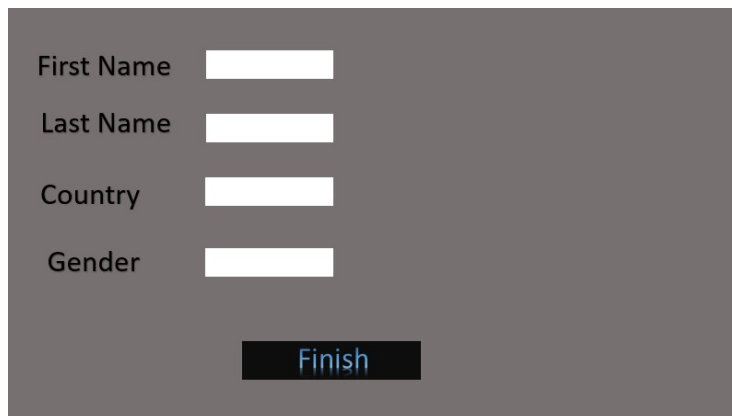 First Name
Last Name
Country
Gender
Finish